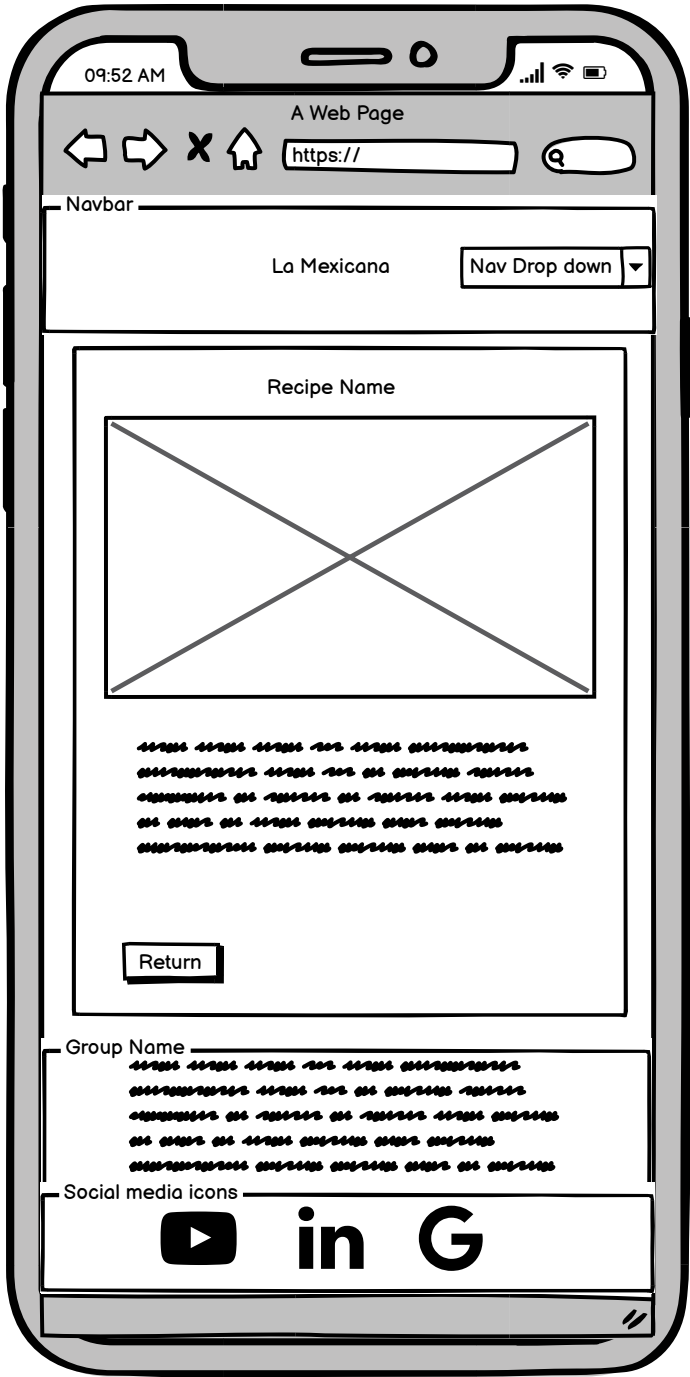 09:52 AM
A Web Page
https://
Navbar
La Mexicana
Nav Drop down
Recipe Name
Return
Group Name
Social media icons
in
G